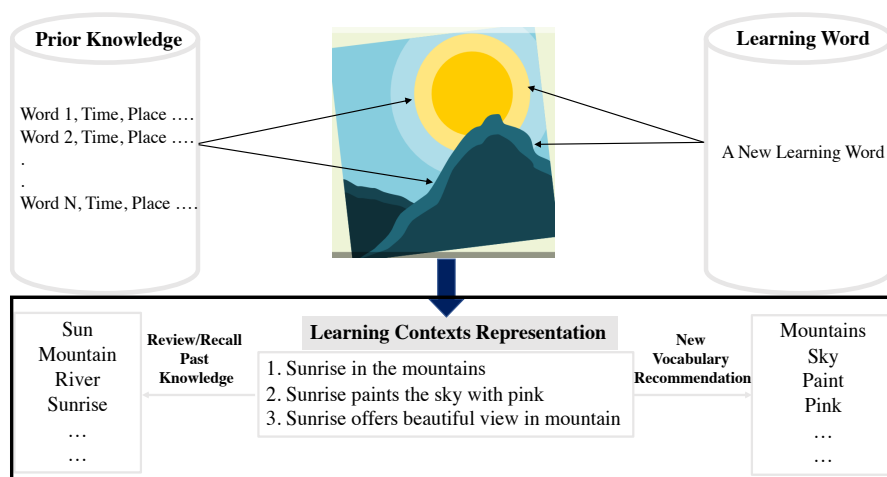 Prior Knowledge
Word 1, Time, Place ….
Word 2, Time, Place ….
.
.
Word N, Time, Place ….
Learning Word
A New Learning Word
Learning Contexts Representation
1. Sunrise in the mountains
2. Sunrise paints the sky with pink
3. Sunrise offers beautiful view in mountain
Review/Recall
Past
Knowledge
Sun
Mountain
River
Sunrise
…
…
New
Vocabulary
Recommendation
Mountains
Sky
Paint
Pink
…
…